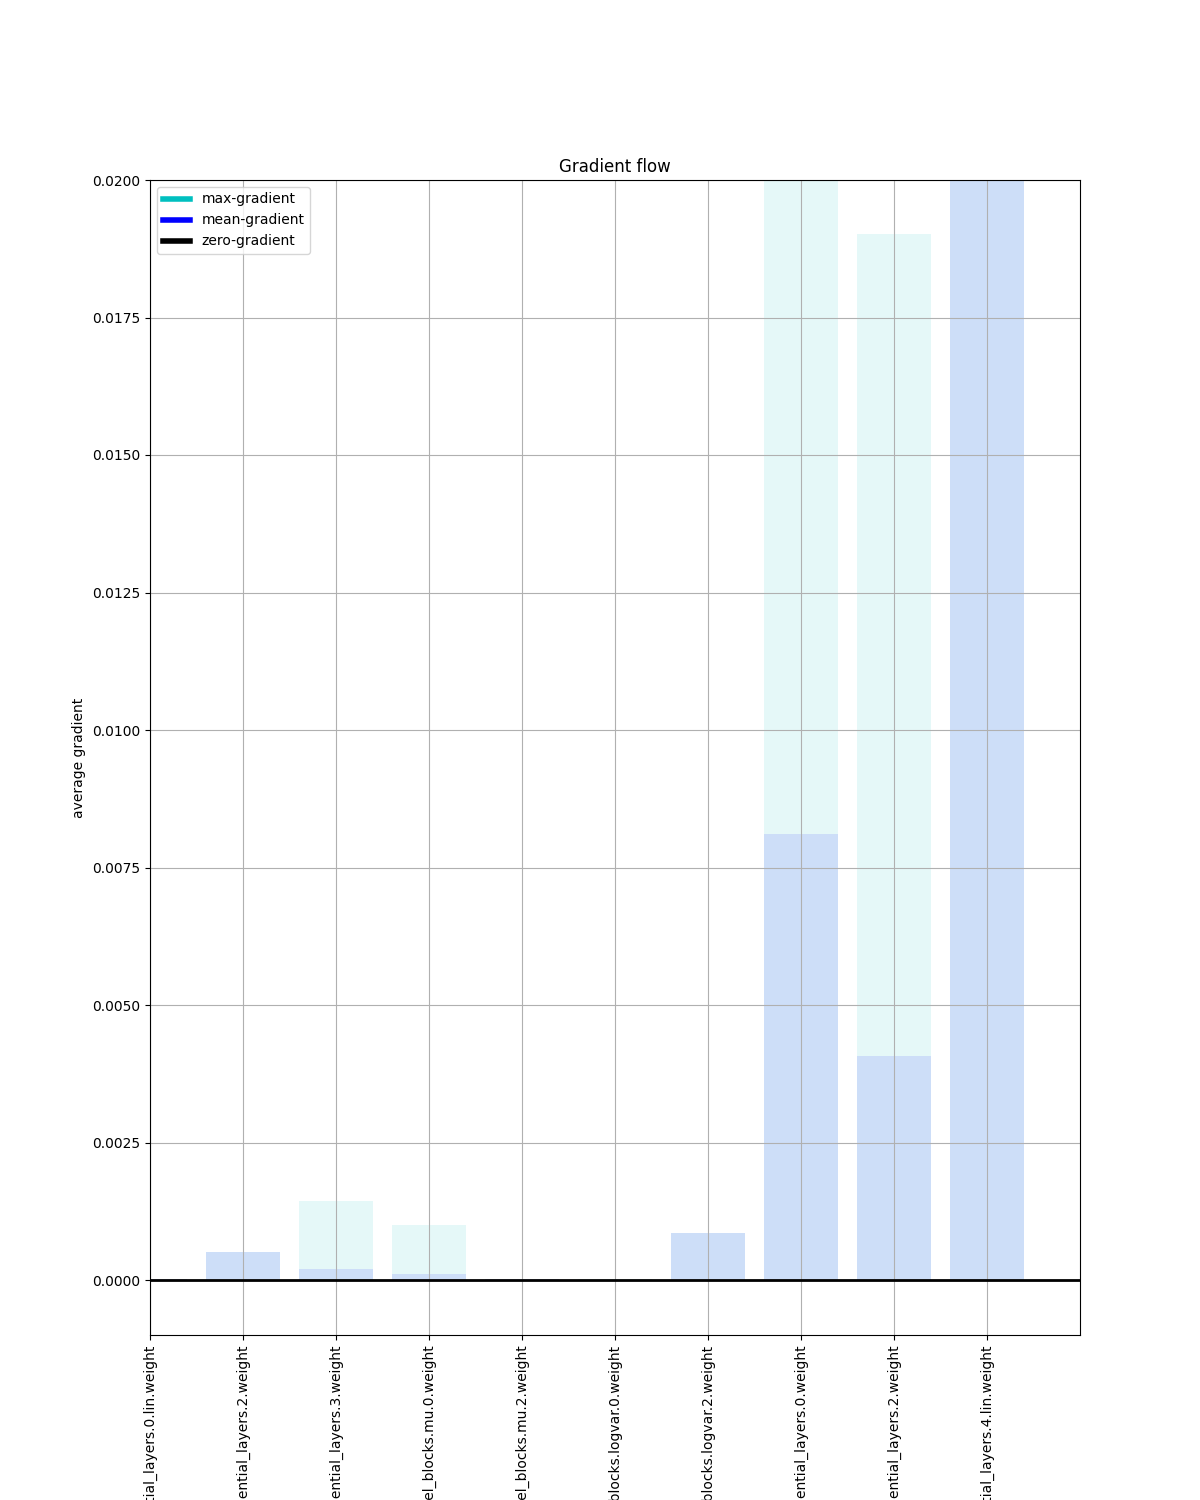 Gradient flow
max-gradient
mean-gradient
zero-gradient
0.0200
0.0175
0.0150
0.0125
0.0100
0.0075
0.0050
0.0025
0.0000
average gradient
tial_layers.0.lin.weight
ential_layers.2.weight
ential_layers.3.weight
el_blocks.mu.0.weight
el_blocks.mu.2.weight
blocks.logvar.0.weight
blocks.logvar.2.weight
ential_layers.0.weight
ential_layers.2.weight
tial_layers.4.lin.weight